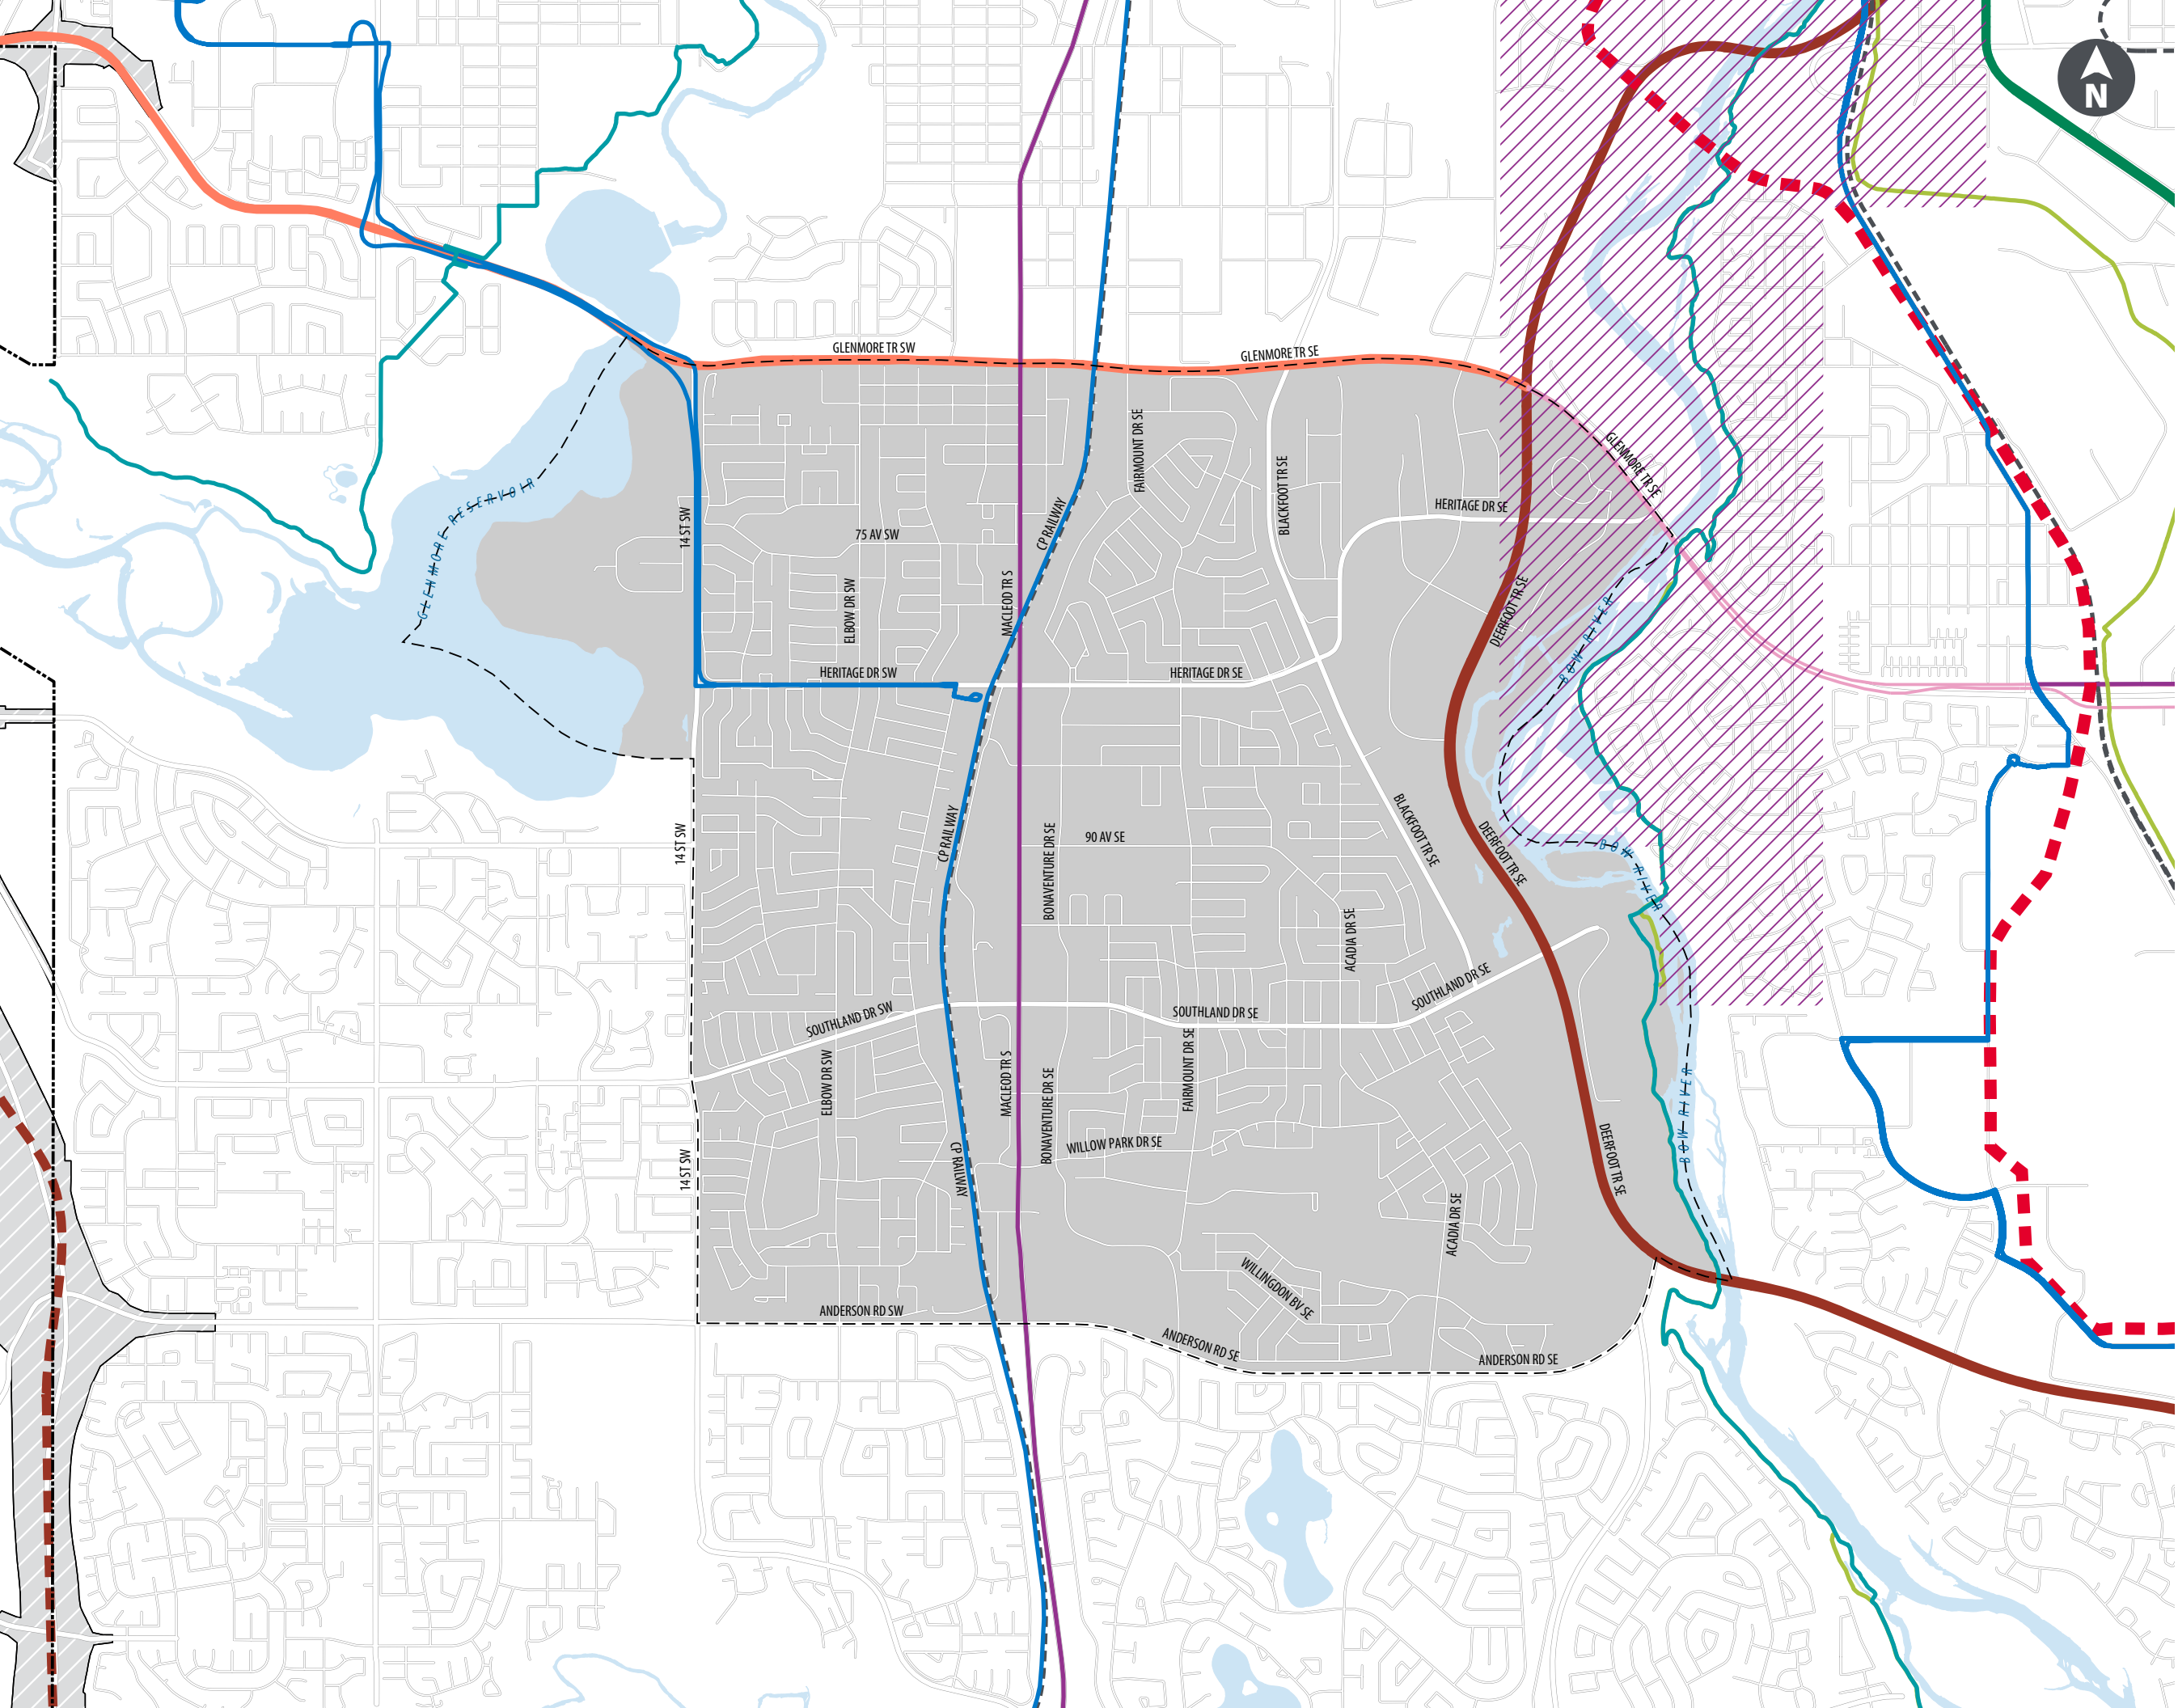 N
GLENMORE TR SW
GLENMORE TR SE
GLENMORE TR SE
FAIRMOUNT DR SE
BLACKFOOT TR SE
HERITAGE DR SE
GLENMORE RESERVOIR
14 ST SW
75 AV SW
CP RAILWAY
ELBOW DR SW
MACLEOD TR S
DEERFOOT TR SE
BOW RIVER
HERITAGE DR SW
HERITAGE DR SE
14 ST SW
CP RAILWAY
BONAVENTURE DR SE
90 AV SE
BLACKFOOT TR SE
DEERFOOT TR SE
BOW RIVER
ACADIA DR SE
SOUTHLAND DR SW
SOUTHLAND DR SE
SOUTHLAND DR SE
ELBOW DR SW
MACLEOD TR S
BONAVENTURE DR SE
FAIRMOUNT DR SE
BOW RIVER
14 ST SW
CP RAILWAY
WILLOW PARK DR SE
DEERFOOT TR SE
ACADIA DR SE
WILLINGDON BV SE
ANDERSON RD SW
ANDERSON RD SE
ANDERSON RD SE